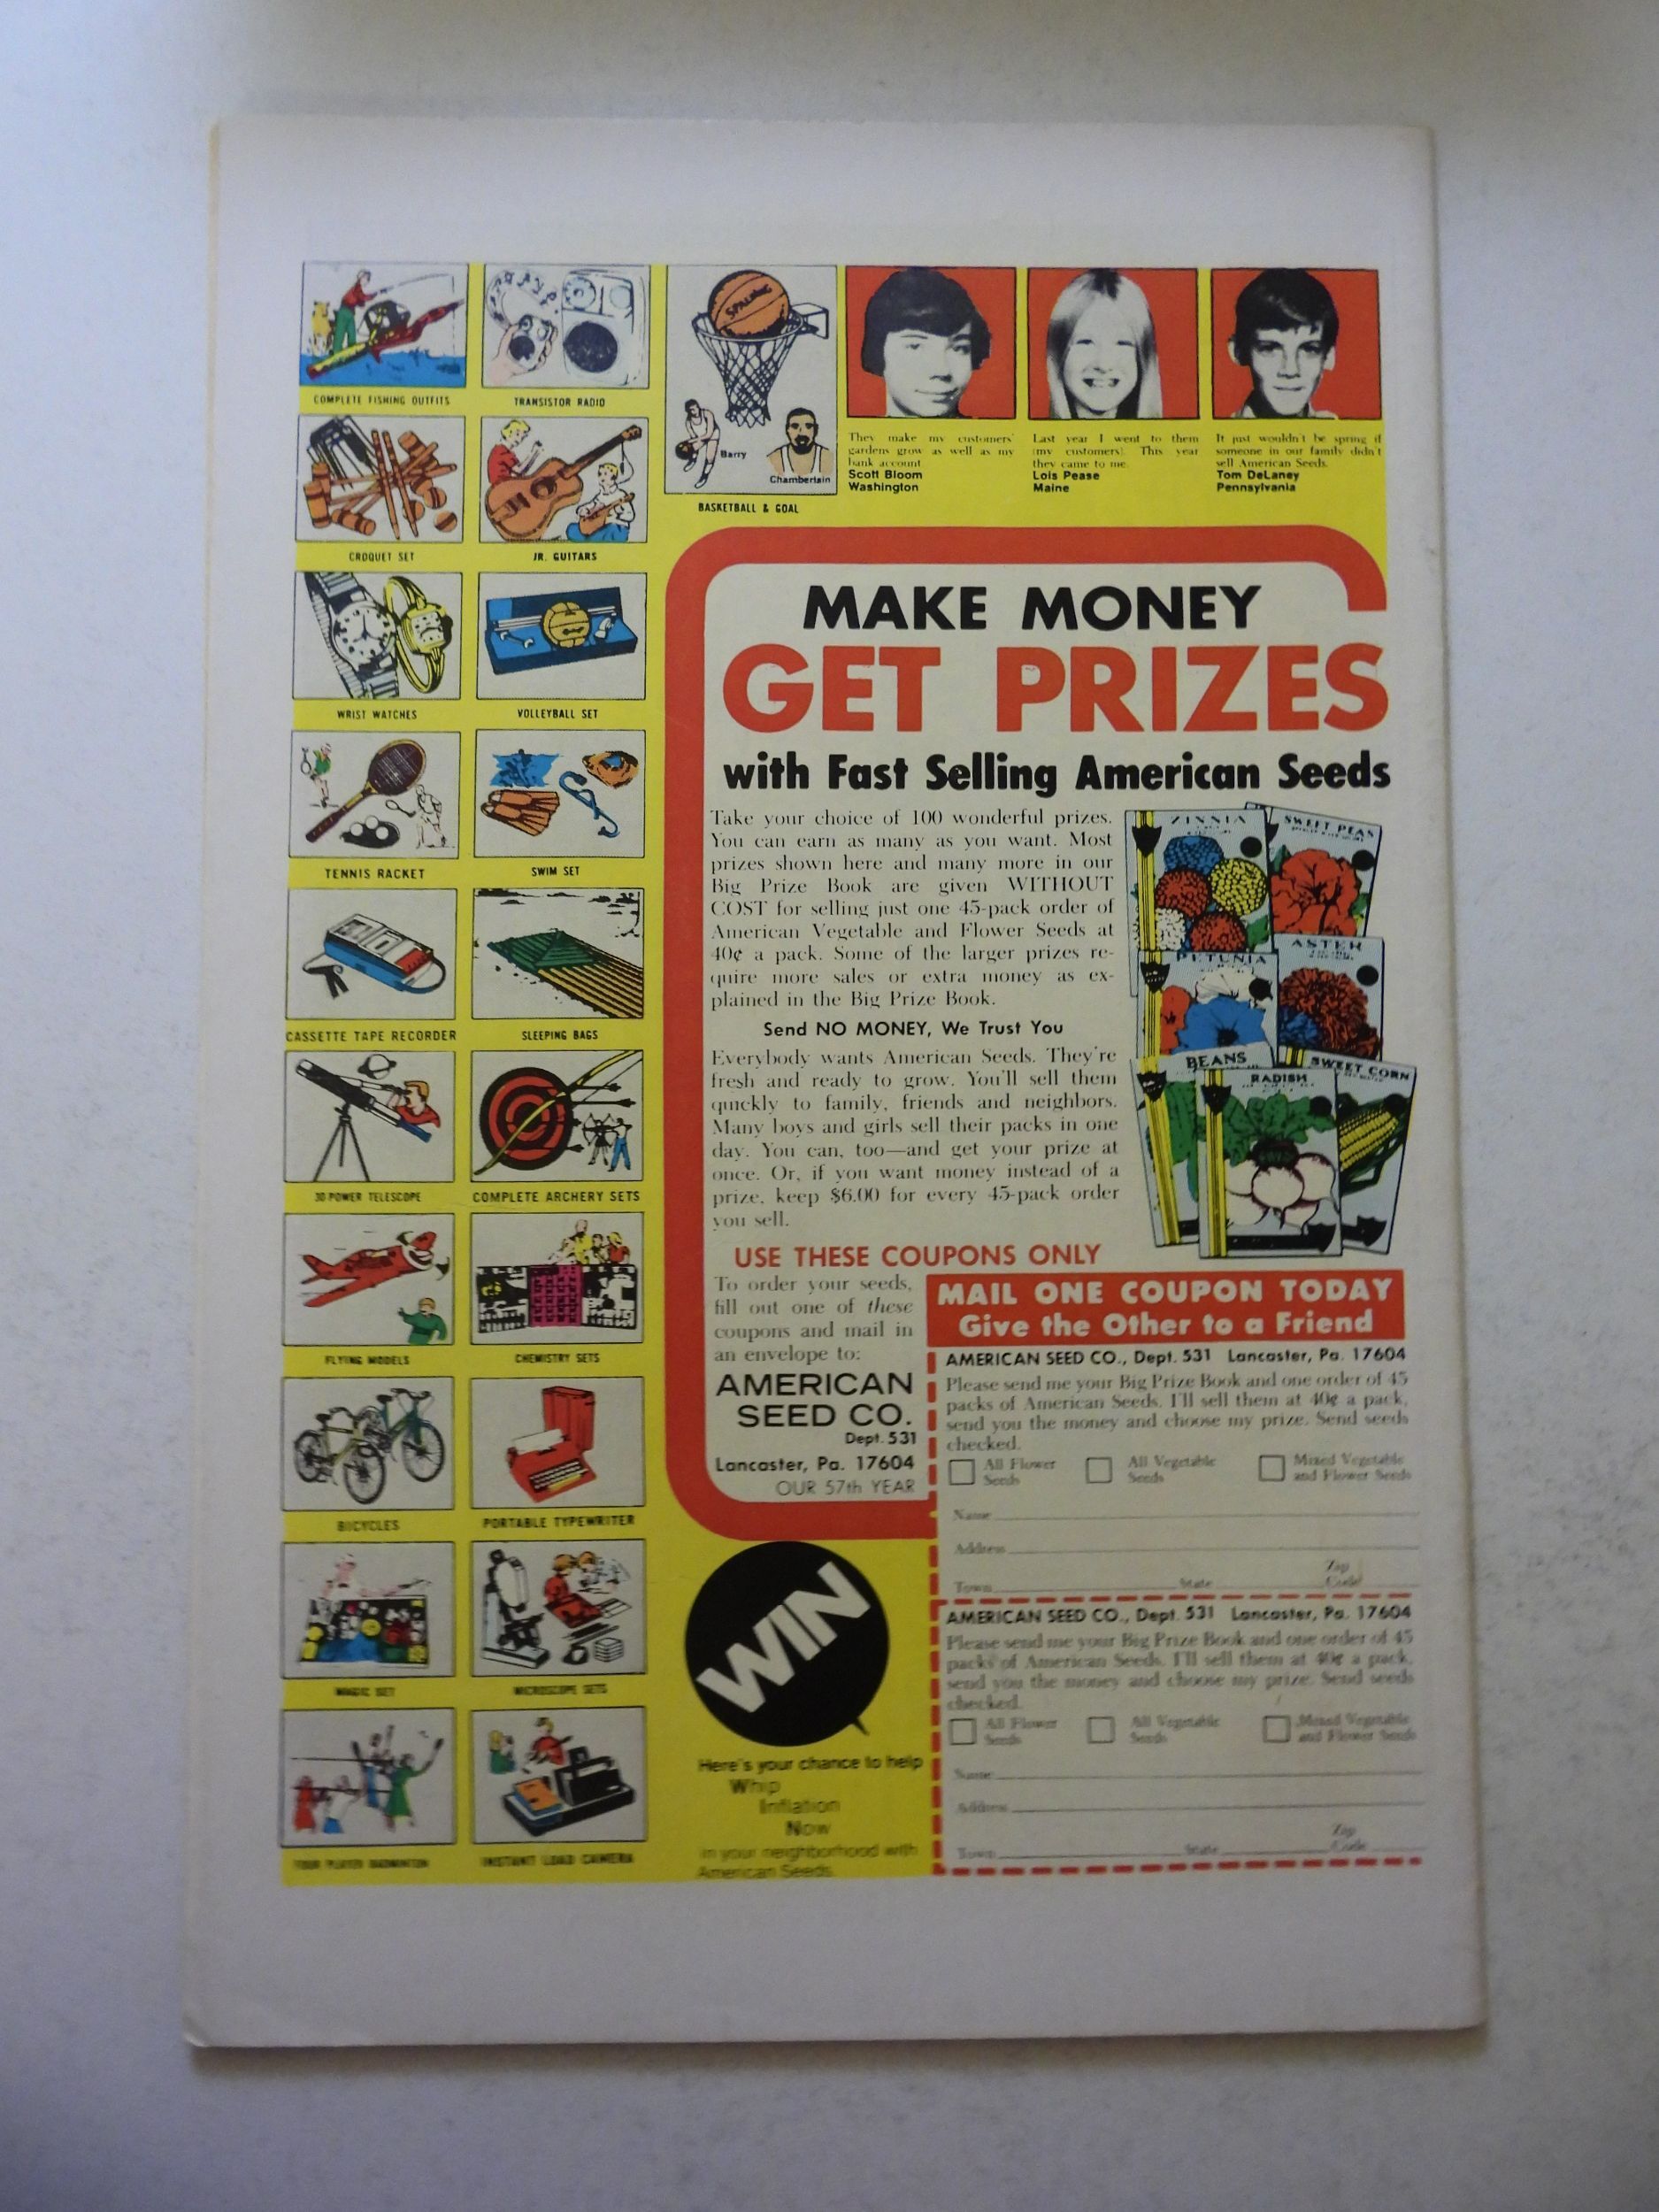 COMPLETE FISHING OUTFITS
TRANSISTOR RADIO
CROQUET SET
JR. GUITARS
WRIST WATCHES
VOLLEYBALL SET
TENNIS RACKET
SWIM SET
CASSETTE TAPE RECORDER
SLEEPING BAGS
30 POWER TELESCOPE
COMPLETE ARCHERY SETS
FLYING MODELS
CHEMISTRY SETS
BICYCLES
PORTABLE TYPEWRITER
MAGIC SET
MICROSCOPE SETS
FOUR PLAYER BADMINTON
INSTANT LOAD CAMERA
SPALDING
Barry
Chamberlain
BASKETBALL & GOAL
They make my customers'
gardens grow as well as my
bank account.
Scott Bloom
Washington
Last year I went to them
(my customers). This year
they came to me.
Lois Pease
Maine
It just wouldn't be spring if
someone in our family didn't
sell American Seeds.
Tom DeLaney
Pennsylvania
MAKE MONEY
GET PRIZES
with Fast Selling American Seeds
Take your choice of 100 wonderful prizes.
You can earn as many as you want. Most
prizes shown here and many more in our
Big Prize Book are given WITHOUT
COST for selling just one 45-pack order of
American Vegetable and Flower Seeds at
40¢ a pack. Some of the larger prizes re-
quire more sales or extra money as ex-
plained in the Big Prize Book.
Send NO MONEY, We Trust You
Everybody wants American Seeds. They're
fresh and ready to grow. You'll sell them
quickly to family, friends and neighbors.
Many boys and girls sell their packs in one
day. You can, too—and get your prize at
once. Or, if you want money instead of a
prize, keep $6.00 for every 45-pack order
you sell.
ZINNIA
SWEET PEAS
PETUNIA
ASTER
BEANS
RADISH
SWEET CORN
USE THESE COUPONS ONLY
To order your seeds,
fill out one of these
coupons and mail in
an envelope to:
AMERICAN
SEED CO.
Dept. 531
Lancaster, Pa. 17604
OUR 57th YEAR
MAIL ONE COUPON TODAY
Give the Other to a Friend
AMERICAN SEED CO., Dept. 531 Lancaster, Pa. 17604
Please send me your Big Prize Book and one order of 45
packs of American Seeds. I'll sell them at 40¢ a pack,
send you the money and choose my prize. Send seeds
checked.
All Flower Seeds
All Vegetable Seeds
Mixed Vegetable and Flower Seeds
Name
Address
Town State Zip Code
AMERICAN SEED CO., Dept. 531 Lancaster, Pa. 17604
Please send me your Big Prize Book and one order of 45
packs of American Seeds. I'll sell them at 40¢ a pack,
send you the money and choose my prize. Send seeds
checked.
All Flower Seeds
All Vegetable Seeds
Mixed Vegetable and Flower Seeds
Name
Address
Town State Zip Code
WIN
Here's your chance to help
Whip
Inflation
Now
in your neighborhood with
American Seeds.